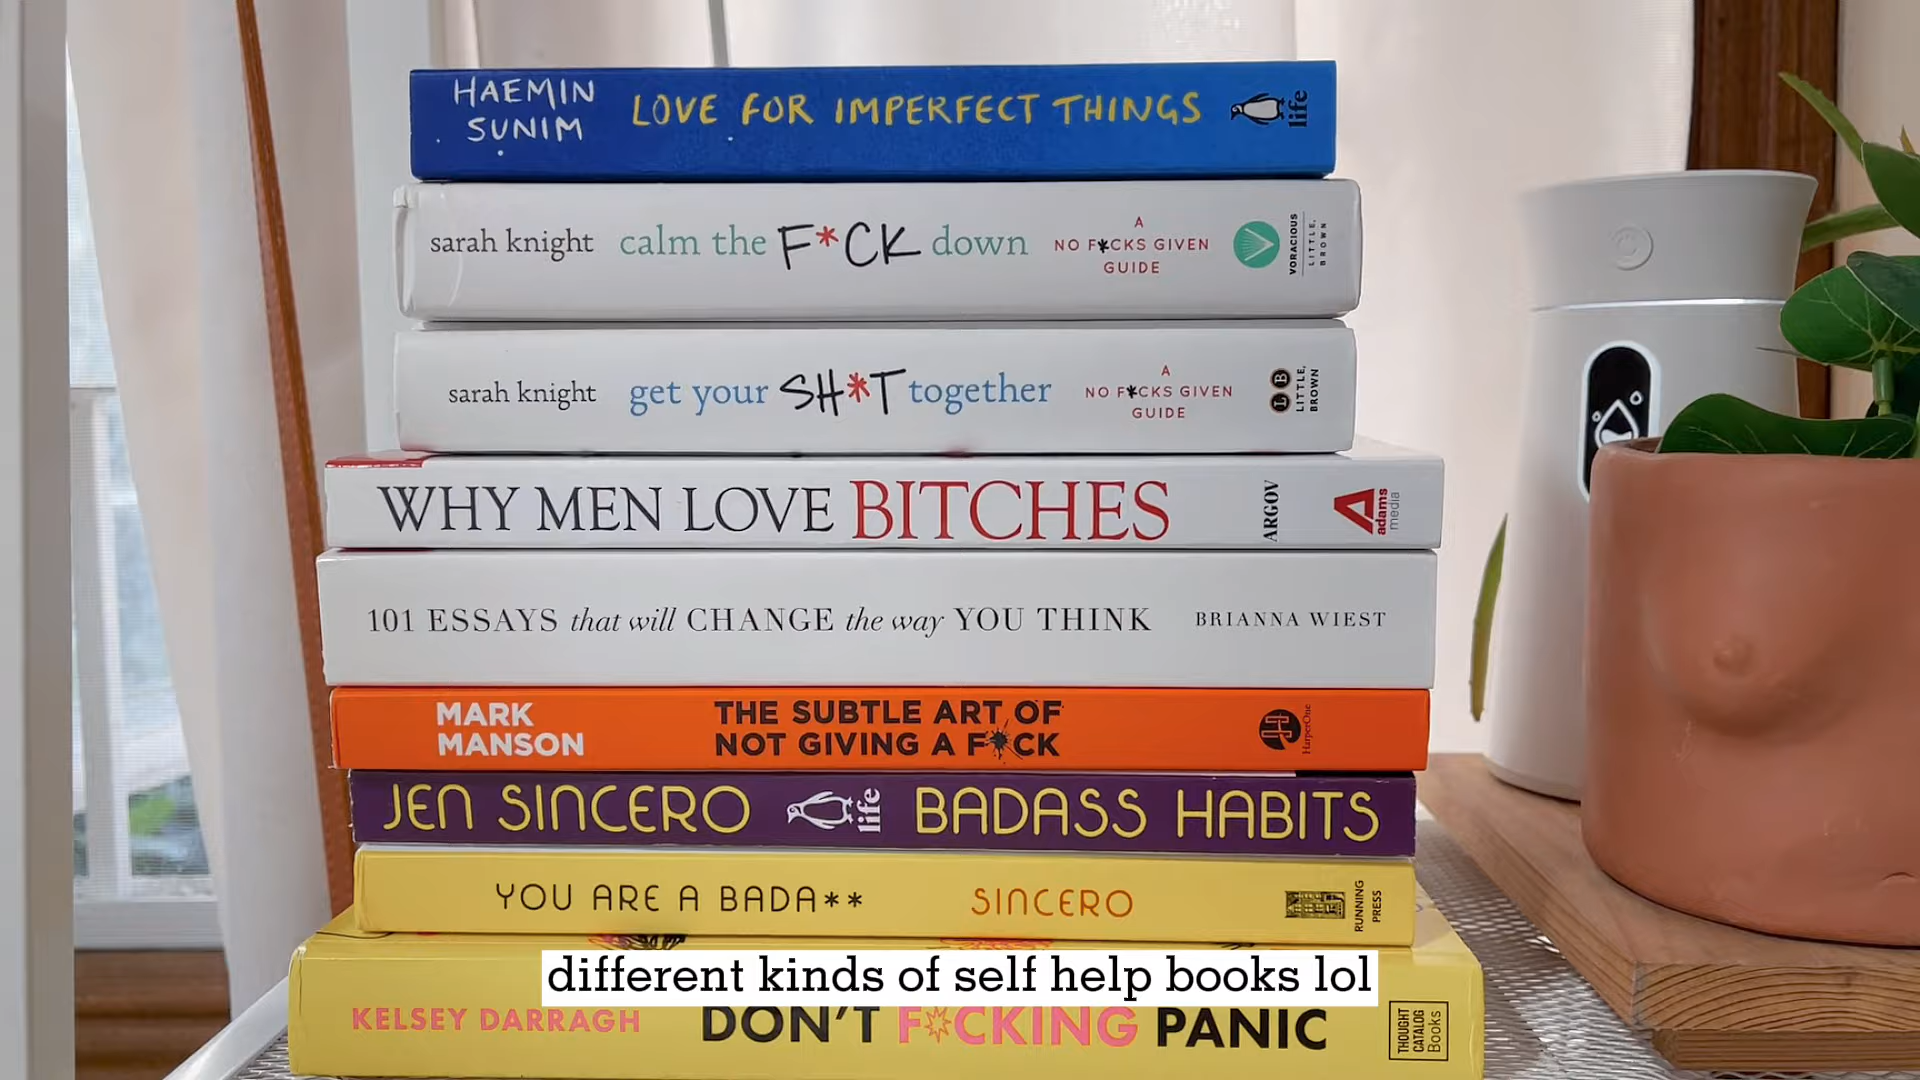 HAEMIN
SUNIM
LOVE FOR IMPERFECT THINGS
life
sarah knight
calm the F*CK down
A
NO F*CKS GIVEN
GUIDE
VORACIOUS
LITTLE,
BROWN
sarah knight
get your SH*T together
A
NO F*CKS GIVEN
GUIDE
L B
LITTLE,
BROWN
WHY MEN LOVE BITCHES
ARGOV
adams
media
101 ESSAYS that will CHANGE the way YOU THINK
BRIANNA WIEST
MARK
MANSON
THE SUBTLE ART OF
NOT GIVING A F*CK
HarperOne
JEN SINCERO
life
BADASS HABITS
YOU ARE A BADA**
SINCERO
RUNNING
PRESS
different kinds of self help books lol
KELSEY DARRAGH
DON'T F*CKING PANIC
THOUGHT
CATALOG
Books